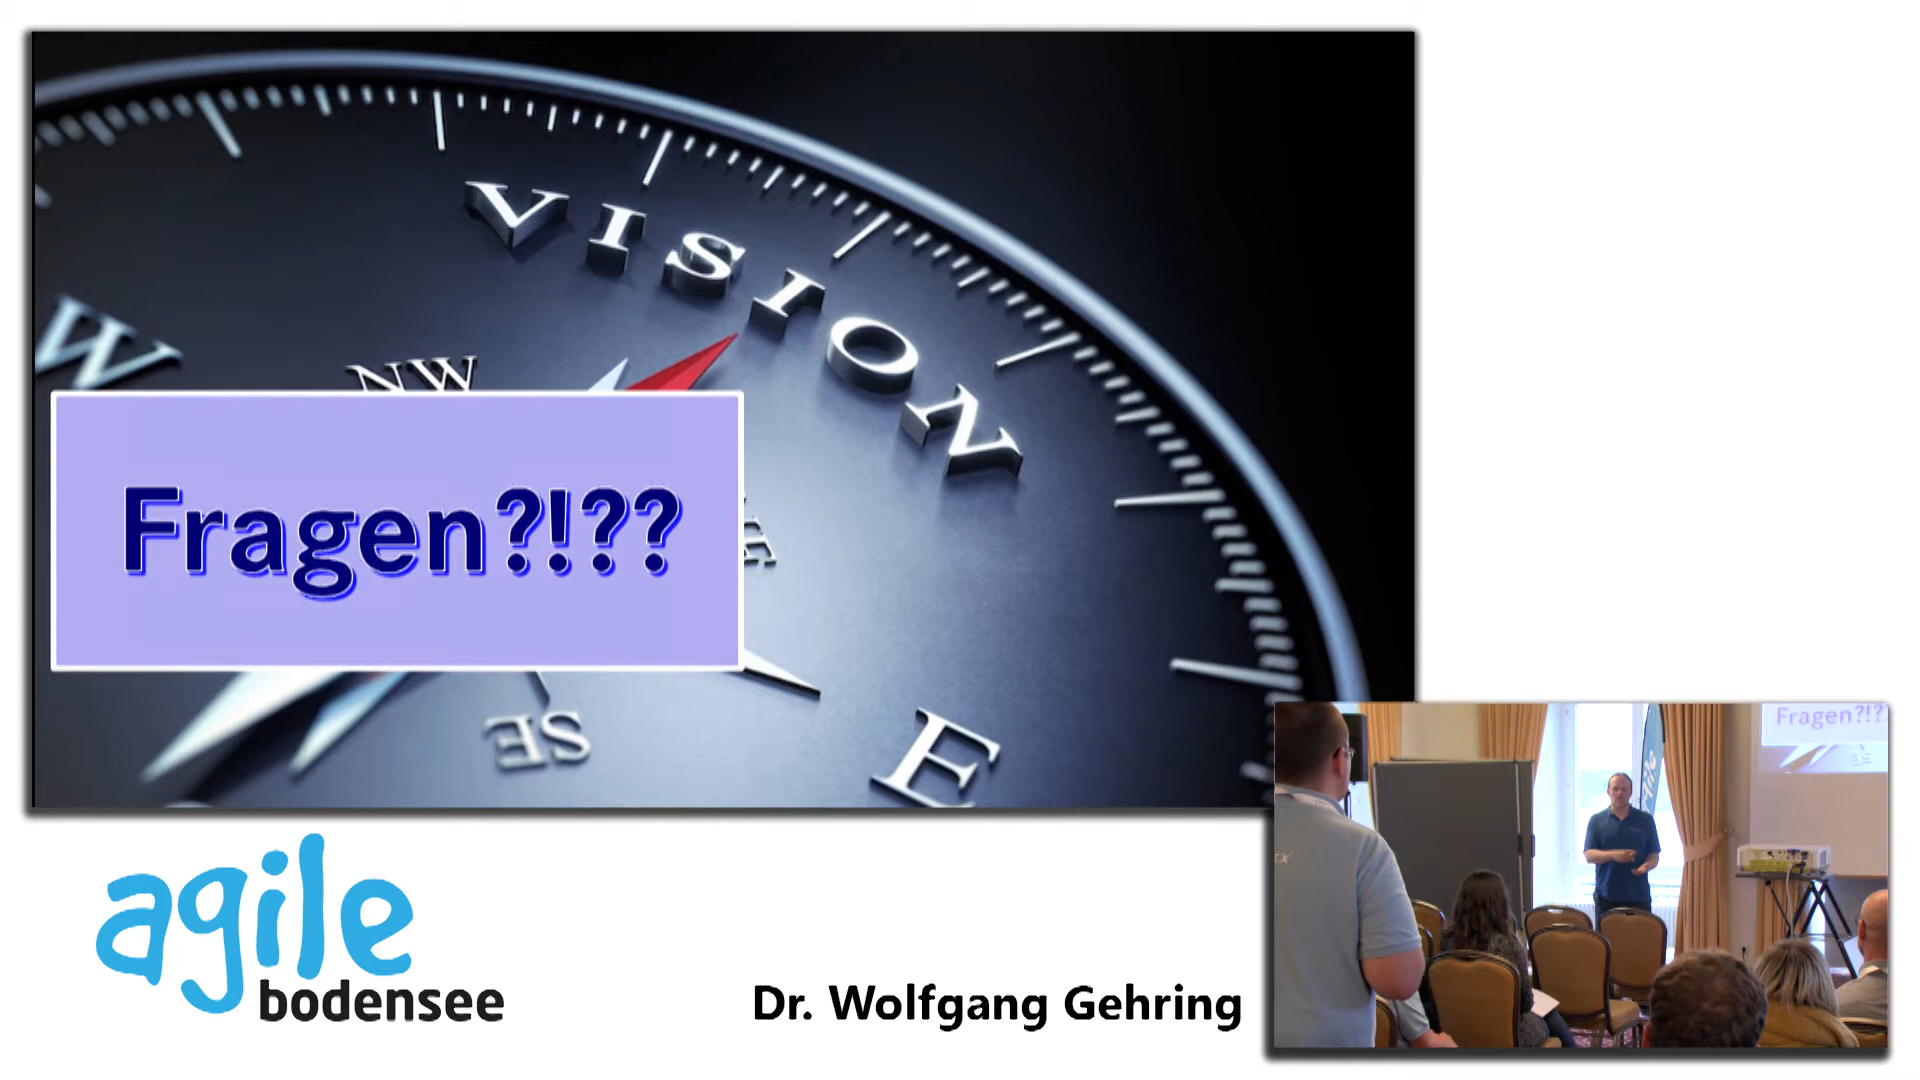 VISION
W
NW
Fragen?!??
E
SE
E
agile
bodensee
Dr. Wolfgang Gehring
Fragen?!?